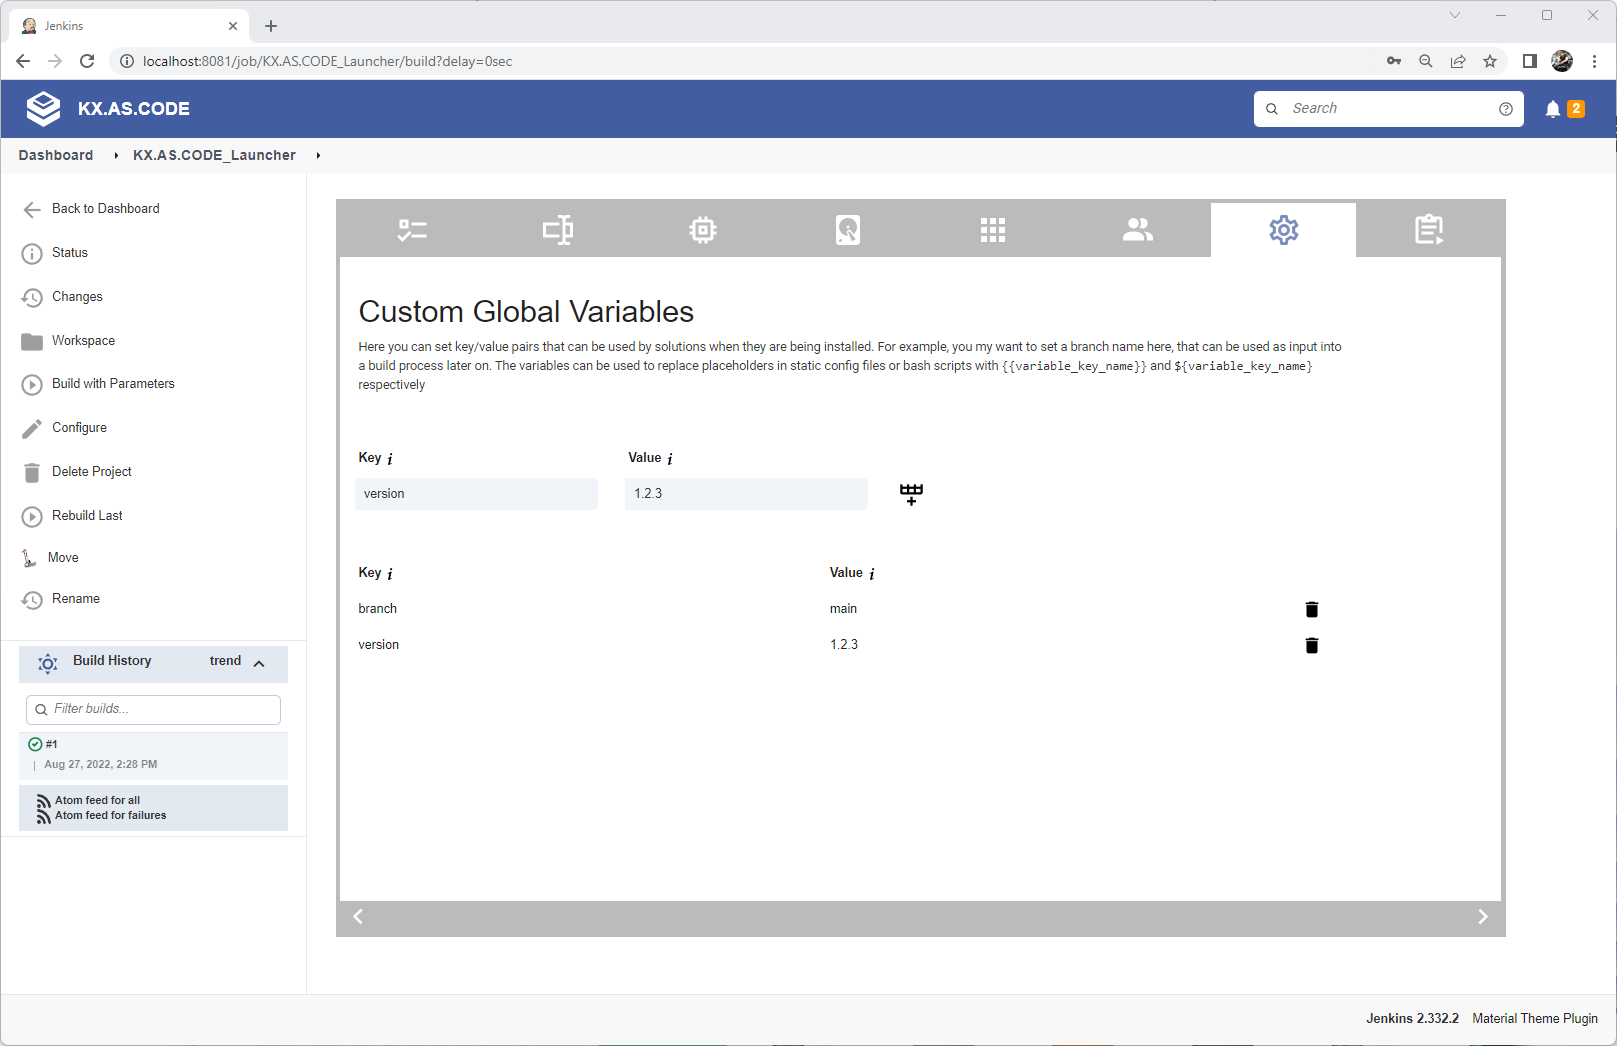 Jenkins
localhost:8081/job/KX.AS.CODE_Launcher/build?delay=0sec
KX.AS.CODE
Search
2
Dashboard
KX.AS.CODE_Launcher
Back to Dashboard
Status
Changes
Workspace
Build with Parameters
Configure
Delete Project
Rebuild Last
Move
Rename
Build History trend
Filter builds...
#1
Aug 27, 2022, 2:28 PM
Atom feed for all
Atom feed for failures
Custom Global Variables
Here you can set key/value pairs that can be used by solutions when they are being installed. For example, you my want to set a branch name here, that can be used as input into
a build process later on. The variables can be used to replace placeholders in static config files or bash scripts with {{variable_key_name}} and ${variable_key_name}
respectively
Key i Value i
version 1.2.3
Key i Value i
branch main
version 1.2.3
Jenkins 2.332.2 Material Theme Plugin